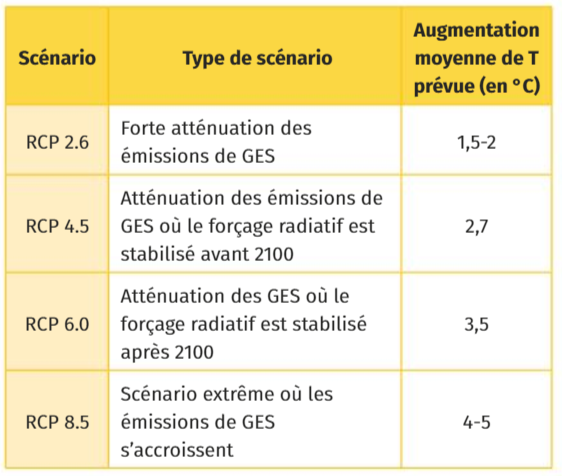 Scénario
Type de scénario
Augmentation
moyenne de T
prévue (en °C)
RCP 2.6
Forte atténuation des
émissions de GES
1,5-2
RCP 4.5
Atténuation des émissions de
GES où le forçage radiatif est
stabilisé avant 2100
2,7
RCP 6.0
Atténuation des GES où le
forçage radiatif est stabilisé
après 2100
3,5
RCP 8.5
Scénario extrême où les
émissions de GES
s’accroissent
4-5